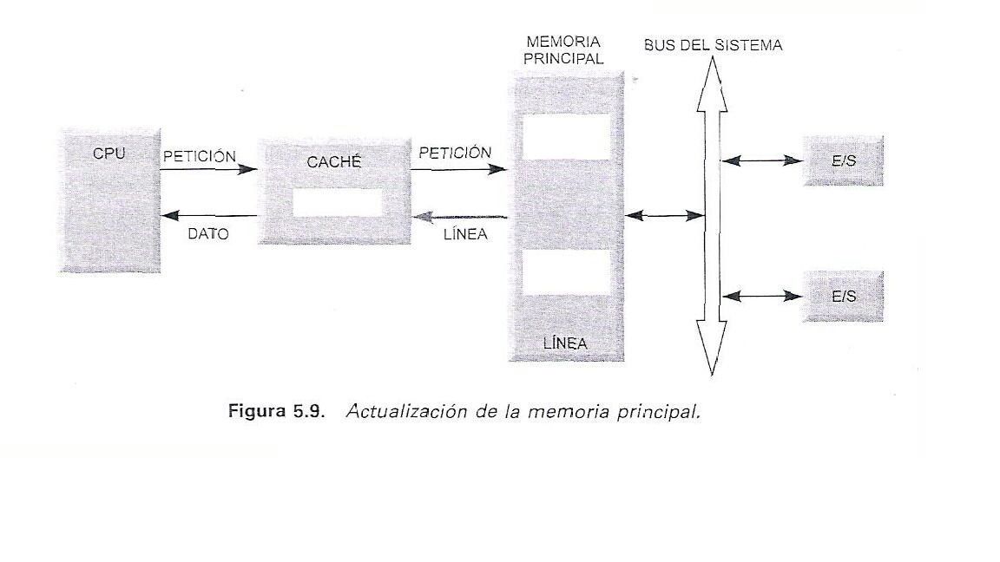 MEMORIA
PRINCIPAL
BUS DEL SISTEMA
CPU
PETICIÓN
CACHÉ
PETICIÓN
E/S
DATO
LÍNEA
E/S
LÍNEA
Figura 5.9. Actualización de la memoria principal.